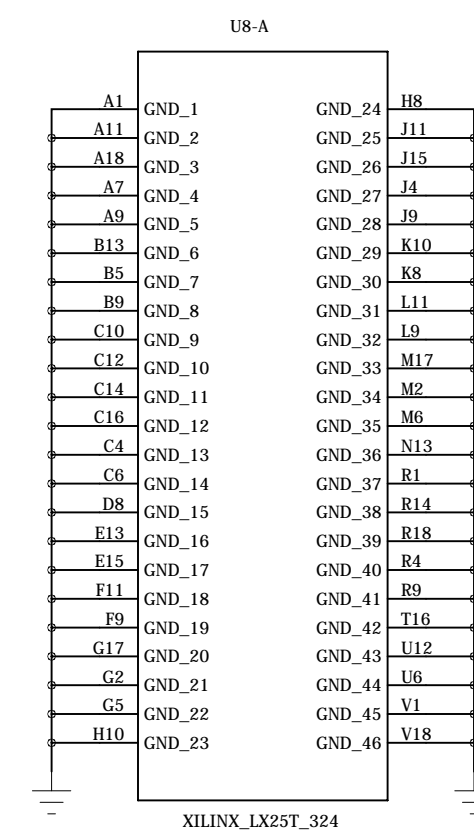 U8-A
A1 GND_1 GND_24 H8
A11 GND_2 GND_25 J11
A18 GND_3 GND_26 J15
A7 GND_4 GND_27 J4
A9 GND_5 GND_28 J9
B13 GND_6 GND_29 K10
B5 GND_7 GND_30 K8
B9 GND_8 GND_31 L11
C10 GND_9 GND_32 L9
C12 GND_10 GND_33 M17
C14 GND_11 GND_34 M2
C16 GND_12 GND_35 M6
C4 GND_13 GND_36 N13
C6 GND_14 GND_37 R1
D8 GND_15 GND_38 R14
E13 GND_16 GND_39 R18
E15 GND_17 GND_40 R4
F11 GND_18 GND_41 R9
F9 GND_19 GND_42 T16
G17 GND_20 GND_43 U12
G2 GND_21 GND_44 U6
G5 GND_22 GND_45 V1
H10 GND_23 GND_46 V18
XILINX_LX25T_324